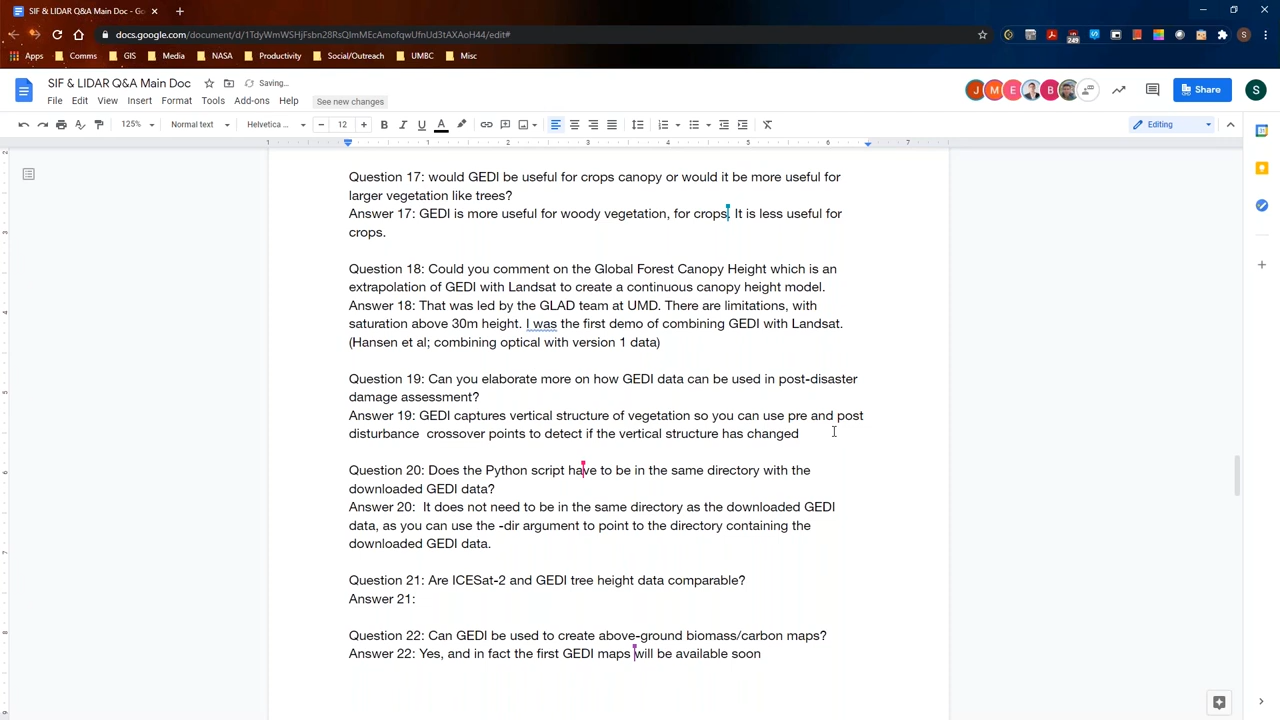 SIF & LIDAR Q&A Main Doc - Go
docs.google.com/document/d/1TdyWmWSHjFsbn28RsQImMEcAmofqwUfnUd3tAXAoH44/edit#
Apps Comms GIS Media NASA Productivity Social/Outreach UMBC Misc
SIF & LIDAR Q&A Main Doc Saving...
File Edit View Insert Format Tools Add-ons Help See new changes
Share
S
125% Normal text Helvetica ... 12 Editing
Question 17: would GEDI be useful for crops canopy or would it be more useful for
larger vegetation like trees?
Answer 17: GEDI is more useful for woody vegetation, for crops. It is less useful for
crops.
Question 18: Could you comment on the Global Forest Canopy Height which is an
extrapolation of GEDI with Landsat to create a continuous canopy height model.
Answer 18: That was led by the GLAD team at UMD. There are limitations, with
saturation above 30m height. I was the first demo of combining GEDI with Landsat.
(Hansen et al; combining optical with version 1 data)
Question 19: Can you elaborate more on how GEDI data can be used in post-disaster
damage assessment?
Answer 19: GEDI captures vertical structure of vegetation so you can use pre and post
disturbance  crossover points to detect if the vertical structure has changed
Question 20: Does the Python script have to be in the same directory with the
downloaded GEDI data?
Answer 20:  It does not need to be in the same directory as the downloaded GEDI
data, as you can use the -dir argument to point to the directory containing the
downloaded GEDI data.
Question 21: Are ICESat-2 and GEDI tree height data comparable?
Answer 21:
Question 22: Can GEDI be used to create above-ground biomass/carbon maps?
Answer 22: Yes, and in fact the first GEDI maps will be available soon